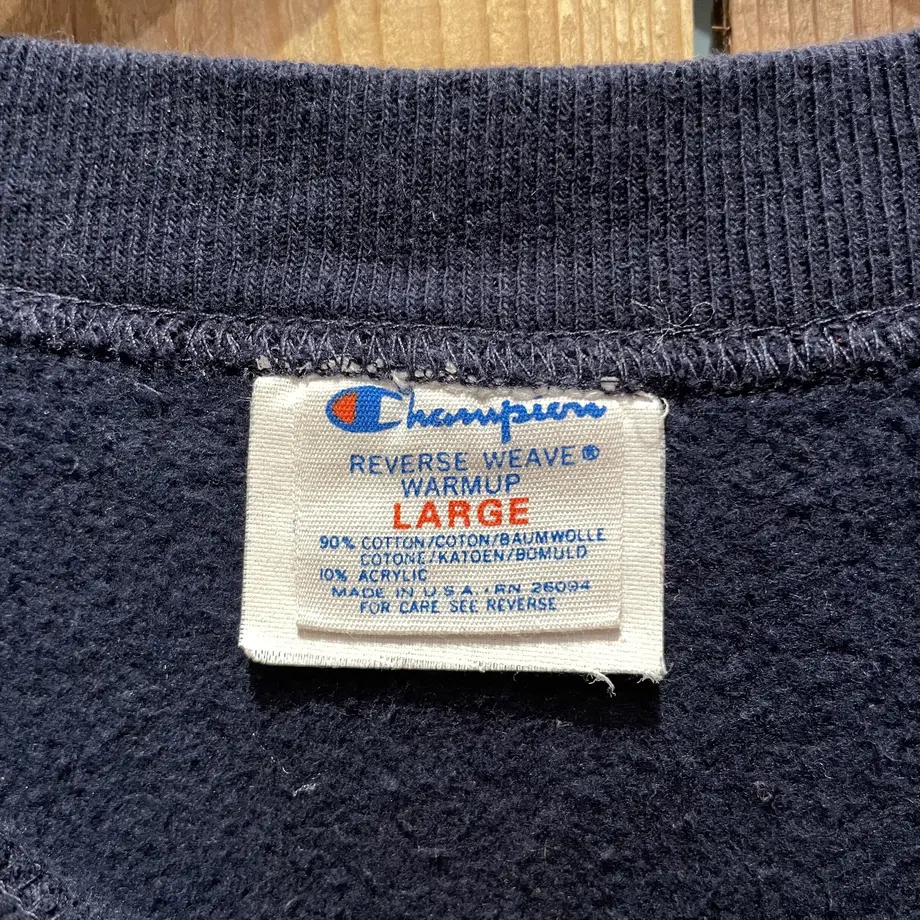 Champion
REVERSE WEAVE®
WARMUP
LARGE
90% COTTON/COTON/BAUMWOLLE
COTONE/KATOEN/BOMULD
10% ACRYLIC
MADE IN U.S.A. · RN 26094
FOR CARE SEE REVERSE